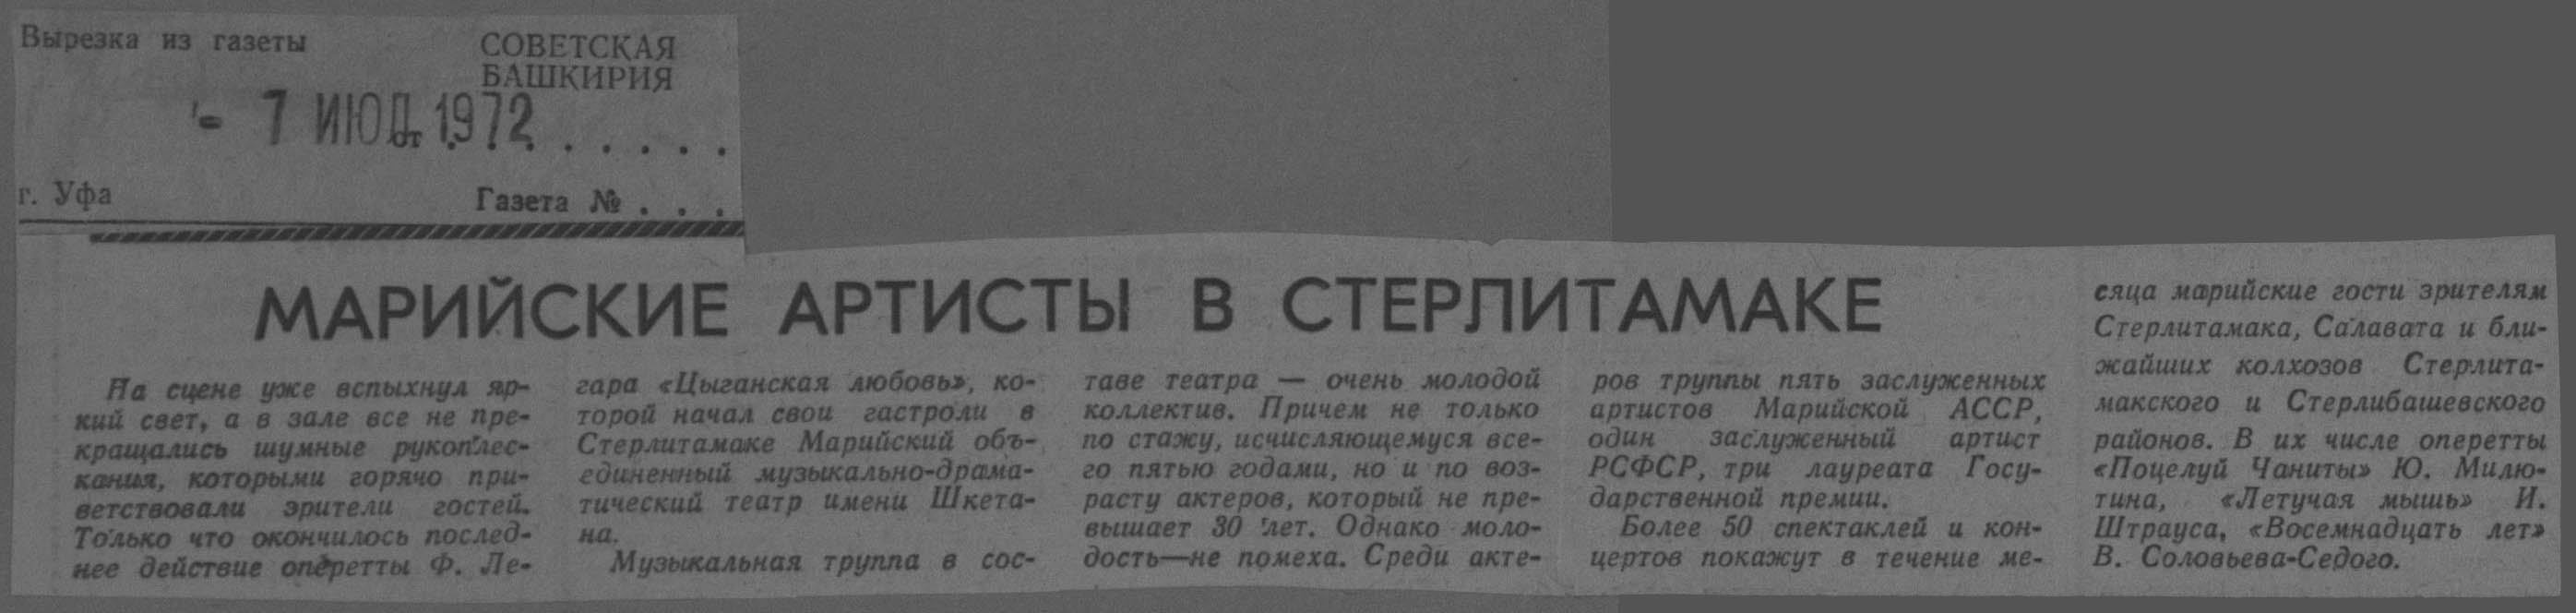 Вырезка из газеты
СОВЕТСКАЯ
БАШКИРИЯ
- 7 ИЮЛ 1972
от . . . . . . . .
г. Уфа
Газета № . . .
МАРИЙСКИЕ АРТИСТЫ В СТЕРЛИТАМАКЕ
На сцене уже вспыхнул яр-
кий свет, а в зале все не пре-
кращались шумные рукоплес-
кания, которыми горячо при-
ветствовали зрители гостей.
Только что окончилось послед-
нее действие оперетты Ф. Ле-
гара «Цыганская любовь», ко-
торой начал свои гастроли в
Стерлитамаке Марийский объ-
единенный музыкально-драма-
тический театр имени Шкета-
на.
Музыкальная труппа в сос-
таве театра — очень молодой
коллектив. Причем не только
по стажу, исчисляющемуся все-
го пятью годами, но и по воз-
расту актеров, который не пре-
вышает 30 лет. Однако моло-
дость—не помеха. Среди акте-
ров труппы пять заслуженных
артистов Марийской АССР,
один заслуженный артист
РСФСР, три лауреата Госу-
дарственной премии.
Более 50 спектаклей и кон-
цертов покажут в течение ме-
сяца марийские гости зрителям
Стерлитамака, Салавата и бли-
жайших колхозов Стерлита-
макского и Стерлибашевского
районов. В их числе оперетты
«Поцелуй Чаниты» Ю. Милю-
тина, «Летучая мышь» И.
Штрауса, «Восемнадцать лет»
В. Соловьева-Седого.